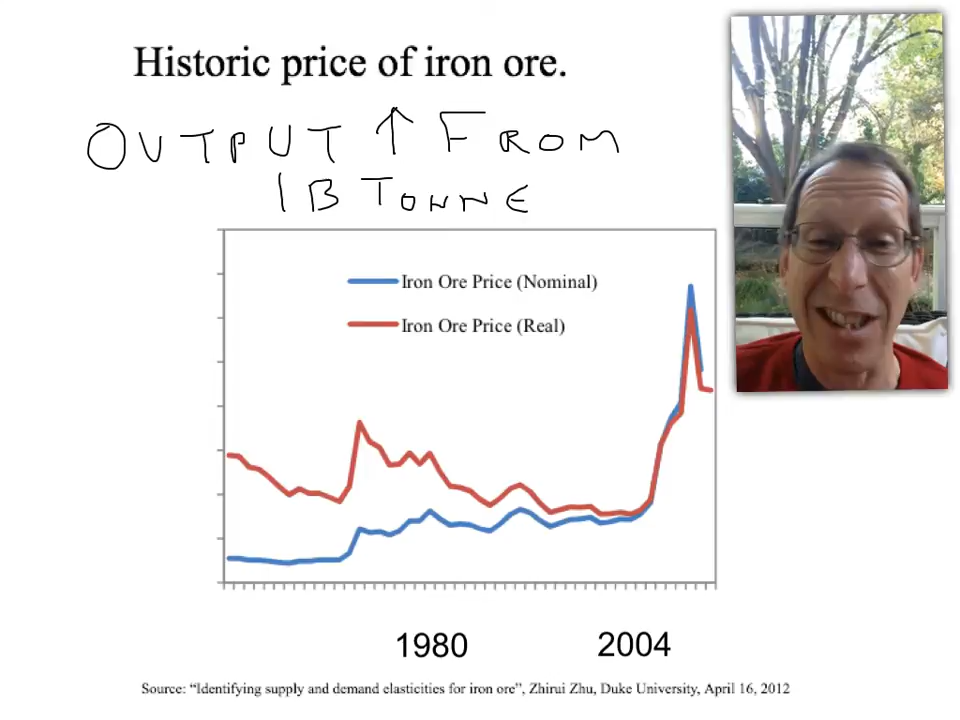 Historic price of iron ore.
OUTPUT ↑ FROM
1B TONNE
Iron Ore Price (Nominal)
Iron Ore Price (Real)
1980
2004
Source: “Identifying supply and demand elasticities for iron ore”, Zhirui Zhu, Duke University, April 16, 2012